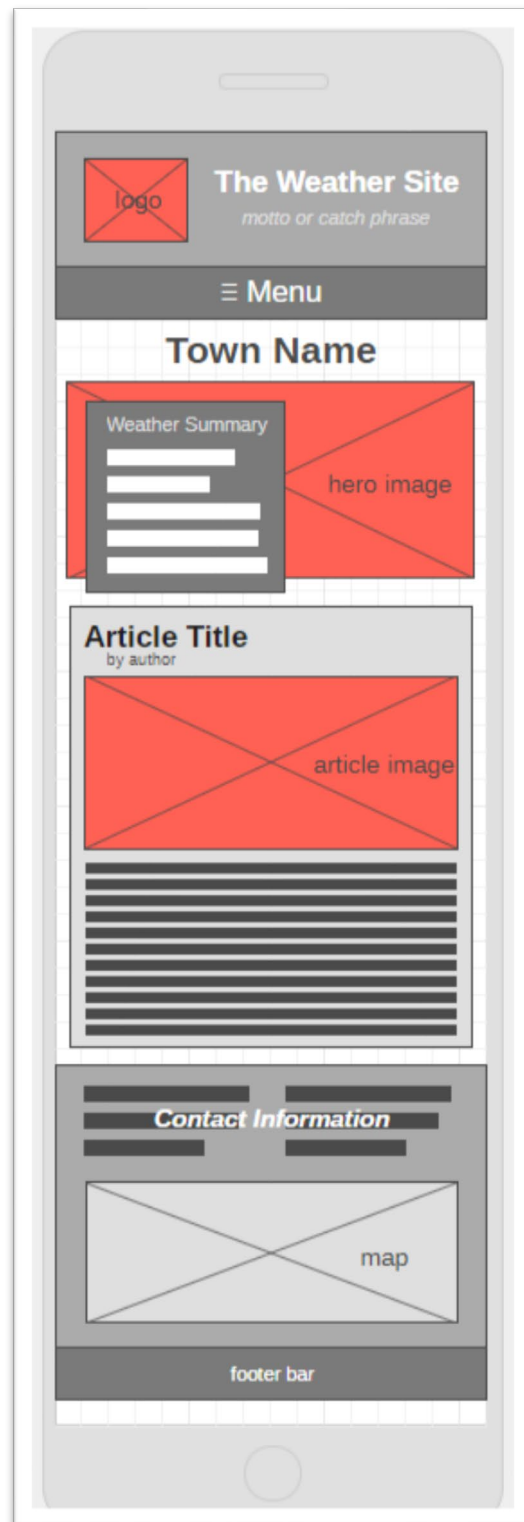 logo
The Weather Site
motto or catch phrase
☰ Menu
Town Name
Weather Summary
hero image
Article Title
by author
article image
Contact Information
map
footer bar